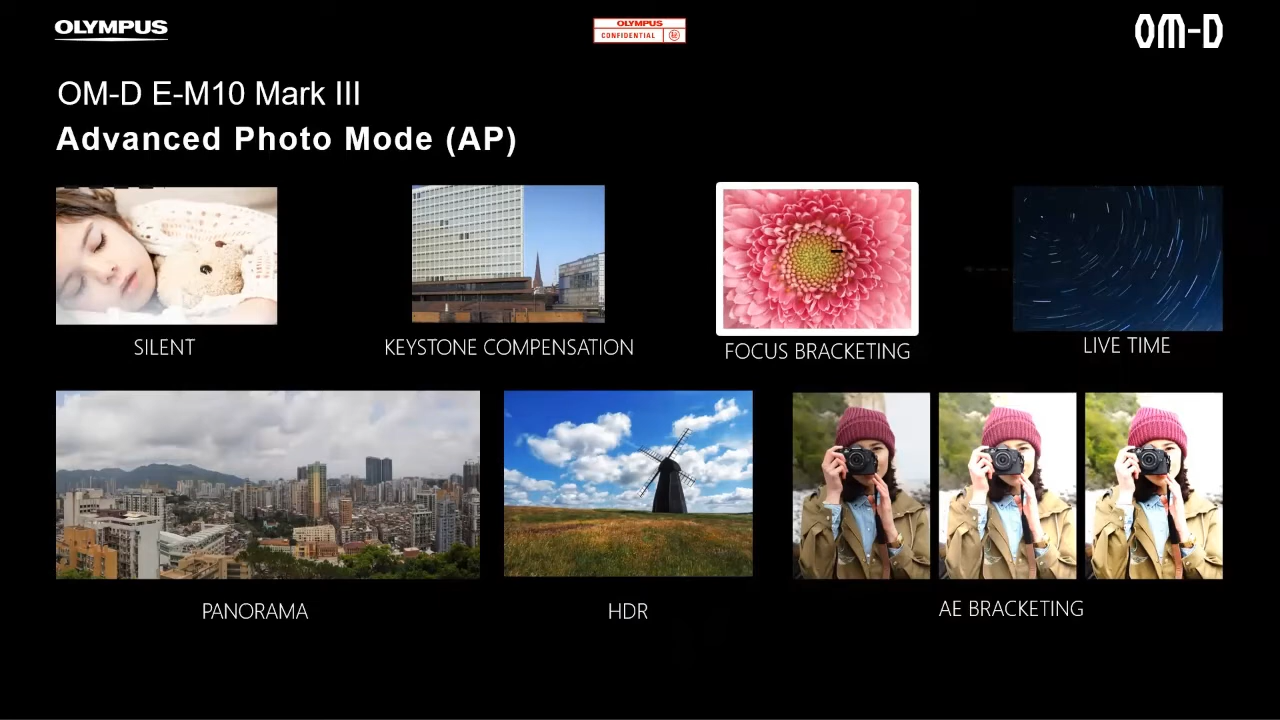 OLYMPUS
OLYMPUS
CONFIDENTIAL
OM-D
OM-D E-M10 Mark III
Advanced Photo Mode (AP)
SILENT
KEYSTONE COMPENSATION
FOCUS BRACKETING
LIVE TIME
PANORAMA
HDR
AE BRACKETING